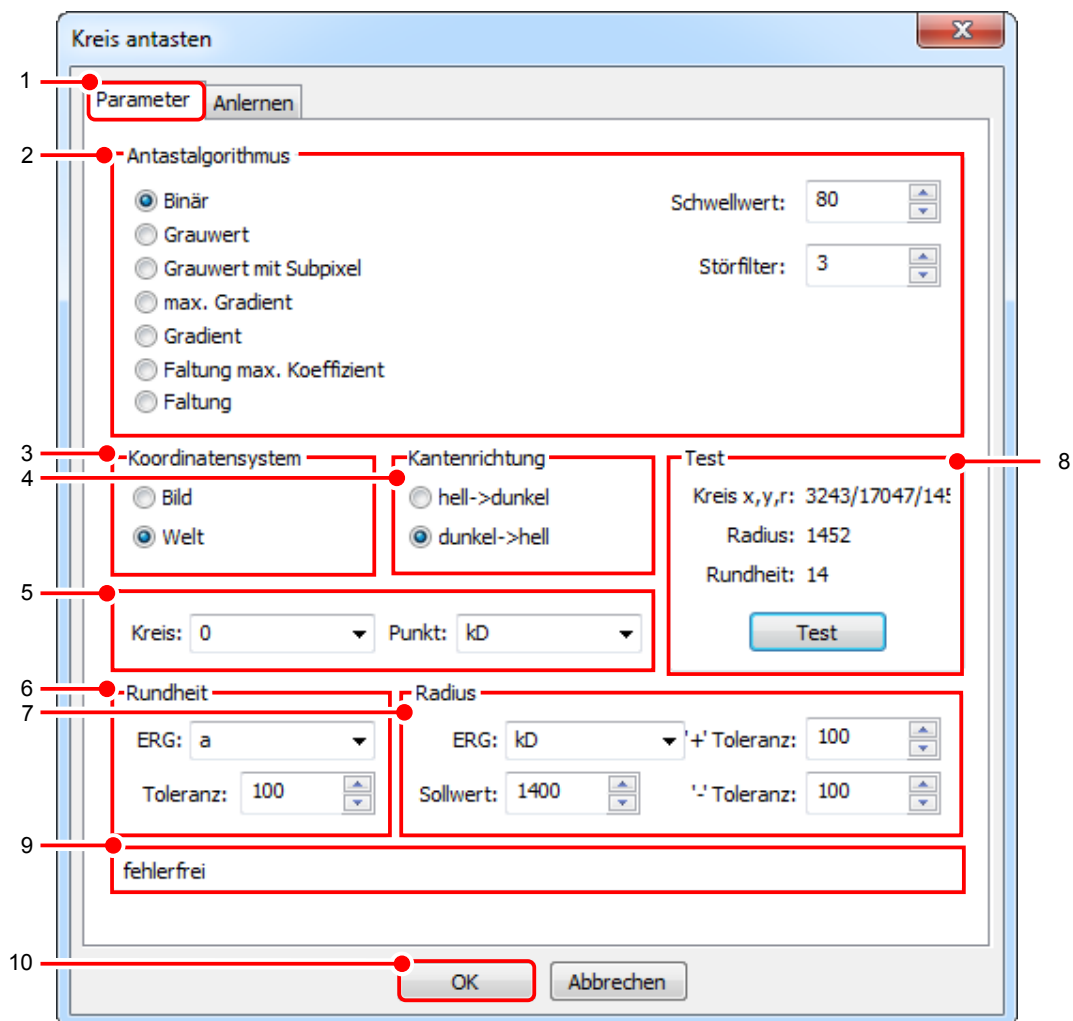 Kreis antasten
1
Parameter Anlernen
2
Antastalgorithmus
Binär
Schwellwert: 80
Grauwert
Grauwert mit Subpixel
Störfilter: 3
max. Gradient
Gradient
Faltung max. Koeffizient
Faltung
3
Koordinatensystem
4
Kantenrichtung
Test
8
Bild
hell->dunkel
Kreis x,y,r: 3243/17047/145
Welt
dunkel->hell
Radius: 1452
Rundheit: 14
5
Kreis: 0
Punkt: kD
Test
6
Rundheit
7
Radius
ERG: a
ERG: kD
'+' Toleranz: 100
Toleranz: 100
Sollwert: 1400
'-' Toleranz: 100
9
fehlerfrei
10
OK
Abbrechen